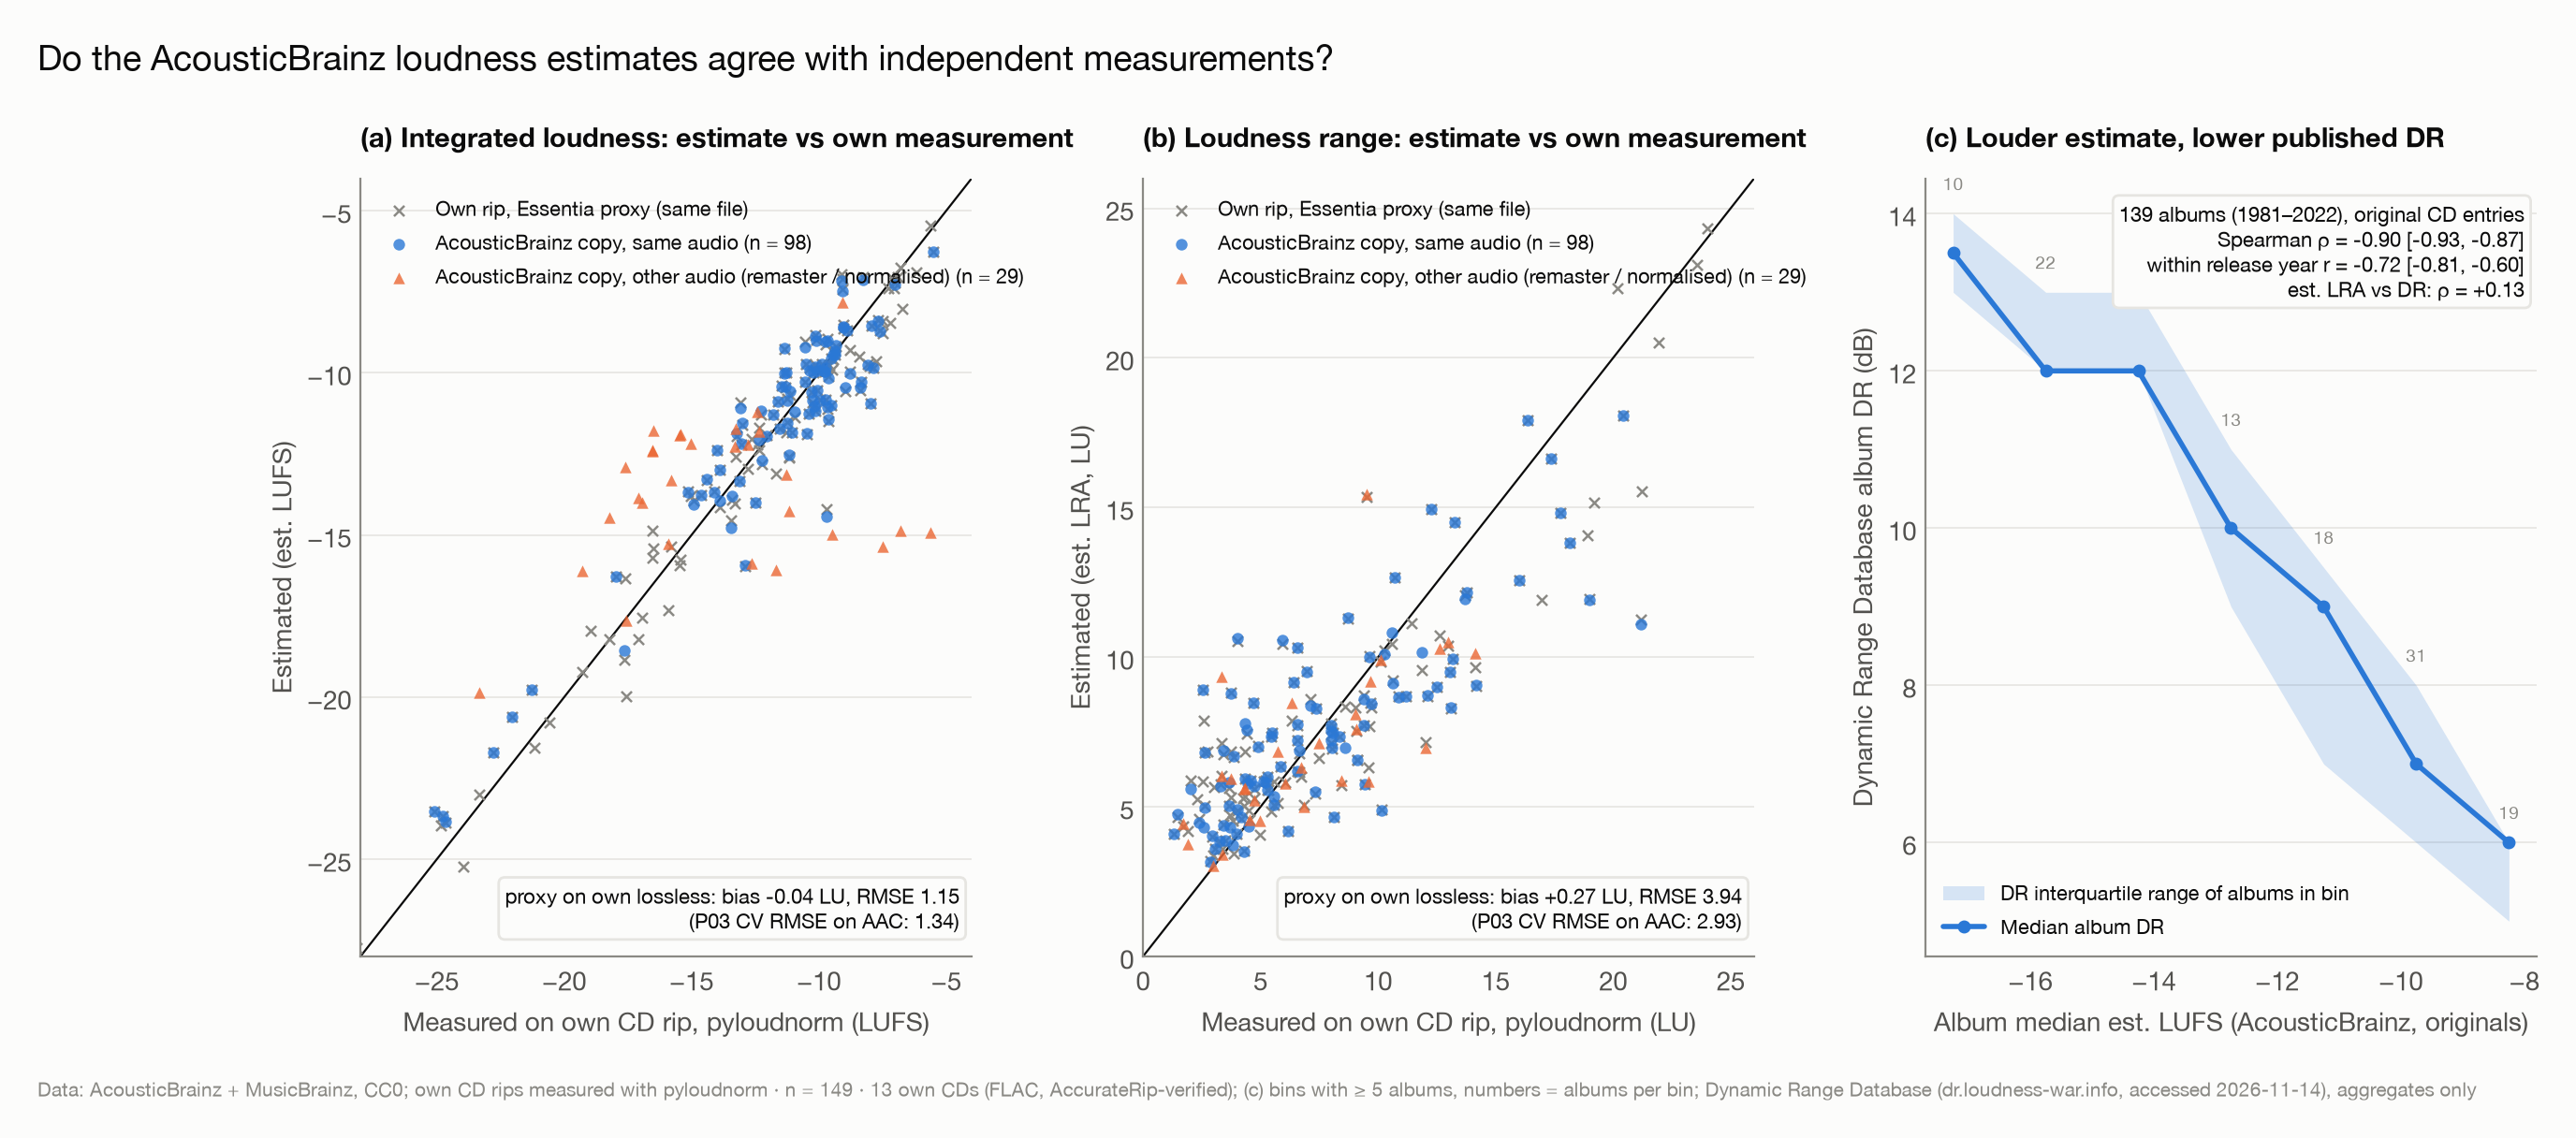 Do the AcousticBrainz loudness estimates agree with independent measurements?
(a) Integrated loudness: estimate vs own measurement
Own rip, Essentia proxy (same file)
AcousticBrainz copy, same audio (n = 98)
AcousticBrainz copy, other audio (remaster / normalised) (n = 29)
−5
−10
−15
−20
−25
Estimated (est. LUFS)
proxy on own lossless: bias -0.04 LU, RMSE 1.15
(P03 CV RMSE on AAC: 1.34)
−25 −20 −15 −10 −5
Measured on own CD rip, pyloudnorm (LUFS)
(b) Loudness range: estimate vs own measurement
Own rip, Essentia proxy (same file)
AcousticBrainz copy, same audio (n = 98)
AcousticBrainz copy, other audio (remaster / normalised) (n = 29)
25
20
15
10
5
0
Estimated (est. LRA, LU)
proxy on own lossless: bias +0.27 LU, RMSE 3.94
(P03 CV RMSE on AAC: 2.93)
0 5 10 15 20 25
Measured on own CD rip, pyloudnorm (LU)
(c) Louder estimate, lower published DR
10
22
13
18
31
19
139 albums (1981–2022), original CD entries
Spearman ρ = -0.90 [-0.93, -0.87]
within release year r = -0.72 [-0.81, -0.60]
est. LRA vs DR: ρ = +0.13
14
12
10
8
6
Dynamic Range Database album DR (dB)
DR interquartile range of albums in bin
Median album DR
−16 −14 −12 −10 −8
Album median est. LUFS (AcousticBrainz, originals)
Data: AcousticBrainz + MusicBrainz, CC0; own CD rips measured with pyloudnorm · n = 149 · 13 own CDs (FLAC, AccurateRip-verified); (c) bins with ≥ 5 albums, numbers = albums per bin; Dynamic Range Database (dr.loudness-war.info, accessed 2026-11-14), aggregates only